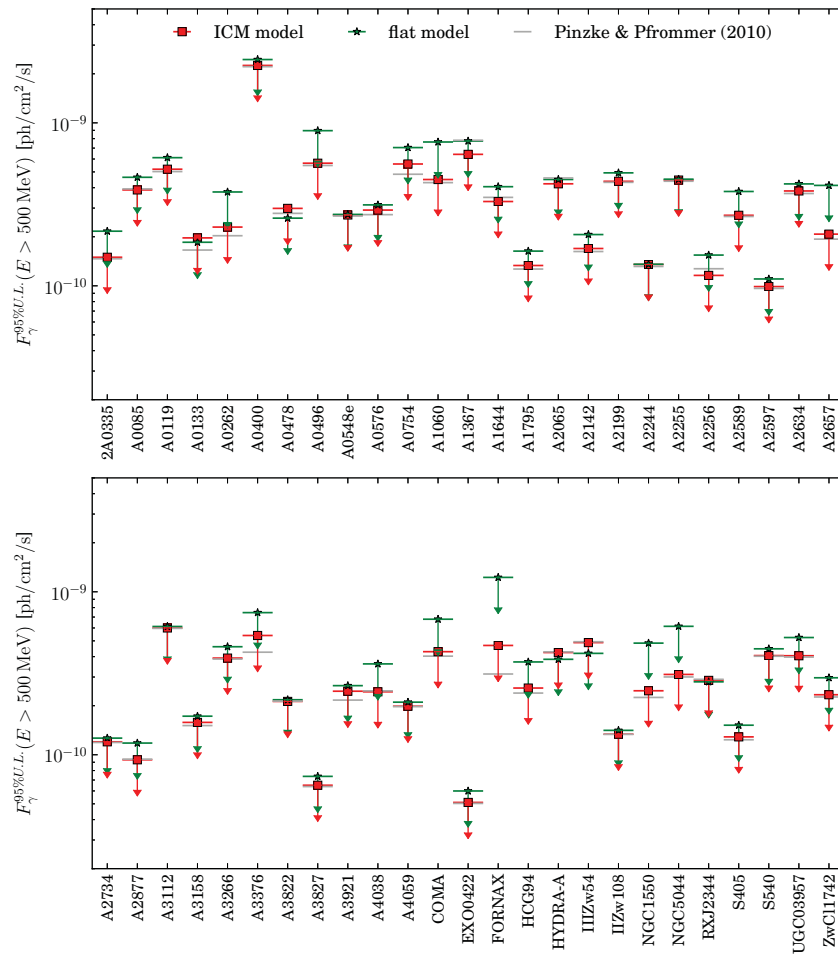 ICM model flat model Pinzke & Pfrommer (2010)
10⁻⁹
10⁻¹⁰
F_γ^{95%U.L.}(E > 500 MeV) [ph/cm²/s]
2A0335 A0085 A0119 A0133 A0262 A0400 A0478 A0496 A0548e A0576 A0754 A1060 A1367 A1644 A1795 A2065 A2142 A2199 A2244 A2255 A2256 A2589 A2597 A2634 A2657
10⁻⁹
10⁻¹⁰
F_γ^{95%U.L.}(E > 500 MeV) [ph/cm²/s]
A2734 A2877 A3112 A3158 A3266 A3376 A3822 A3827 A3921 A4038 A4059 COMA EXO0422 FORNAX HCG94 HYDRA-A IIIZw54 IIZw108 NGC1550 NGC5044 RXJ2344 S405 S540 UGC03957 ZwCl1742